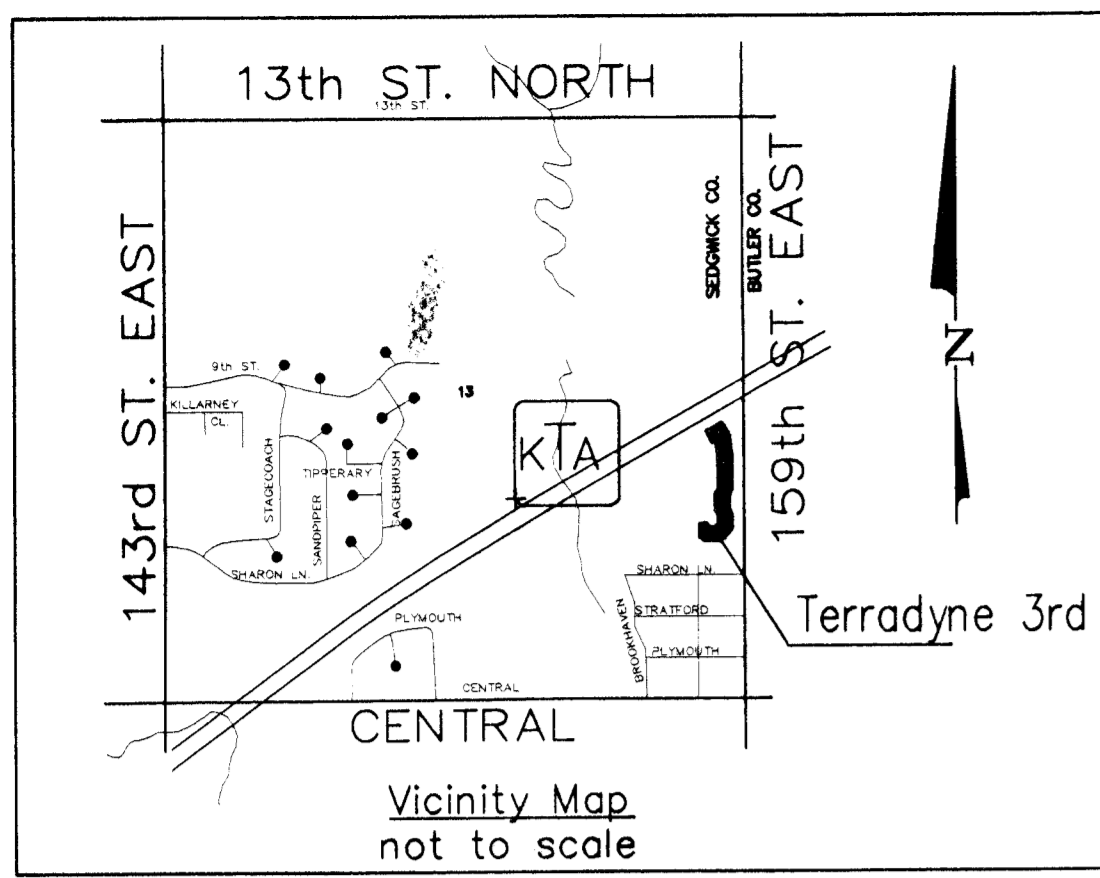 13th ST. NORTH
13th ST.
143rd ST. EAST
SEDGWICK CO.
BUTLER CO.
159th ST. EAST
N
9th ST.
KILLARNEY
CL.
13
STAGECOACH
TIPPERARY
SANDPIPER
SAGEBRUSH
KTA
SHARON LN.
SHARON LN.
STRATFORD
PLYMOUTH
BROOKHAVEN
Terradyne 3rd
PLYMOUTH
CENTRAL
CENTRAL
Vicinity Map
not to scale